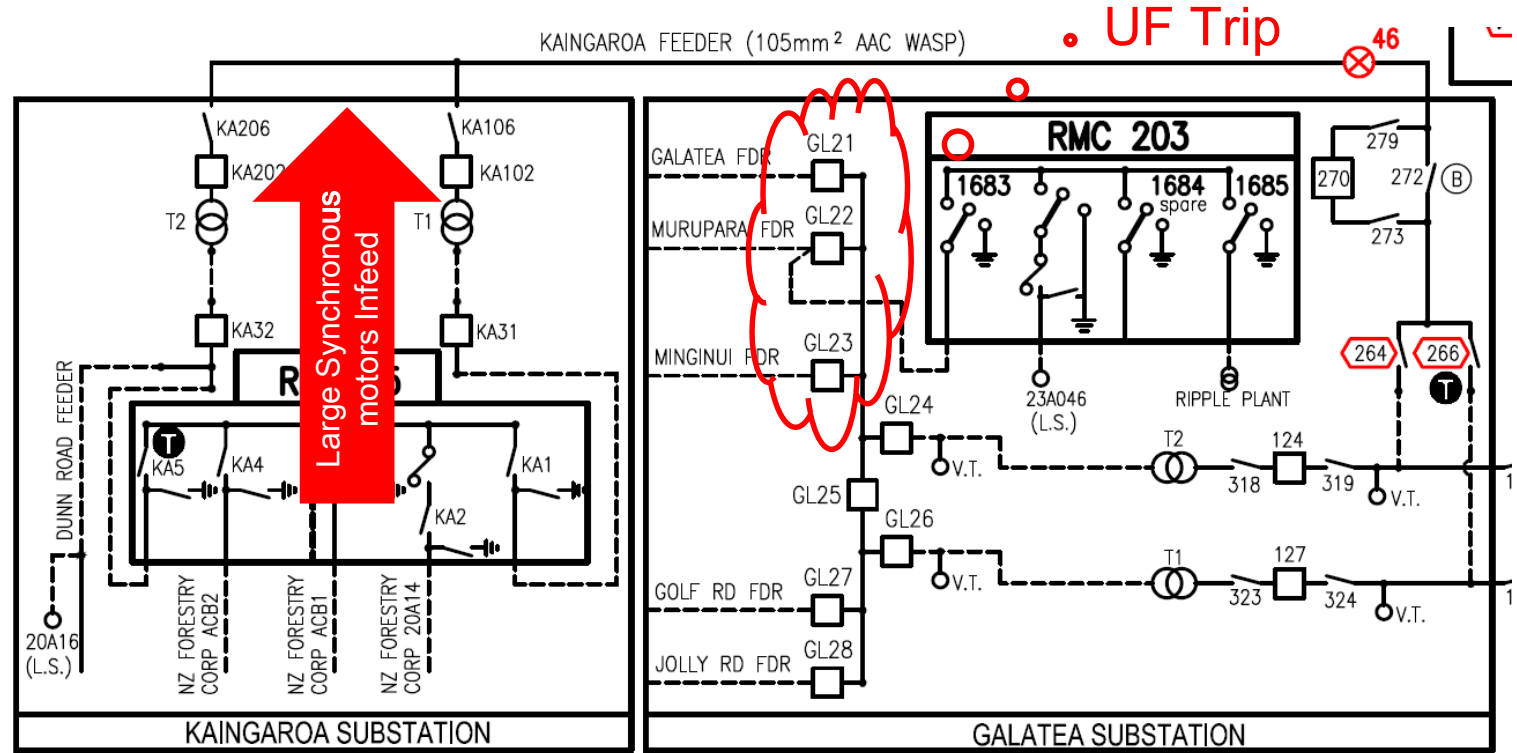 UF Trip
KAINGAROA FEEDER (105mm² AAC WASP)
46
KA206
KA106
KA202
KA102
T2
T1
KA32
KA31
Large Synchronous
motors Infeed
DUNN ROAD FEEDER
T
KA5
KA4
KA2
KA1
20A16
(L.S.)
NZ FORESTRY
CORP ACB2
NZ FORESTRY
CORP ACB1
NZ FORESTRY
CORP 20A14
KAINGAROA SUBSTATION
GALATEA FDR
GL21
MURUPARA FDR
GL22
MINGINUI FDR
GL23
RMC 203
1683
1684
spare
1685
23A046
(L.S.)
RIPPLE PLANT
279
270
272
B
273
264
266
T
GL24
V.T.
T2
318
124
319
V.T.
GL25
GL26
V.T.
T1
323
127
324
V.T.
GOLF RD FDR
GL27
JOLLY RD FDR
GL28
GALATEA SUBSTATION